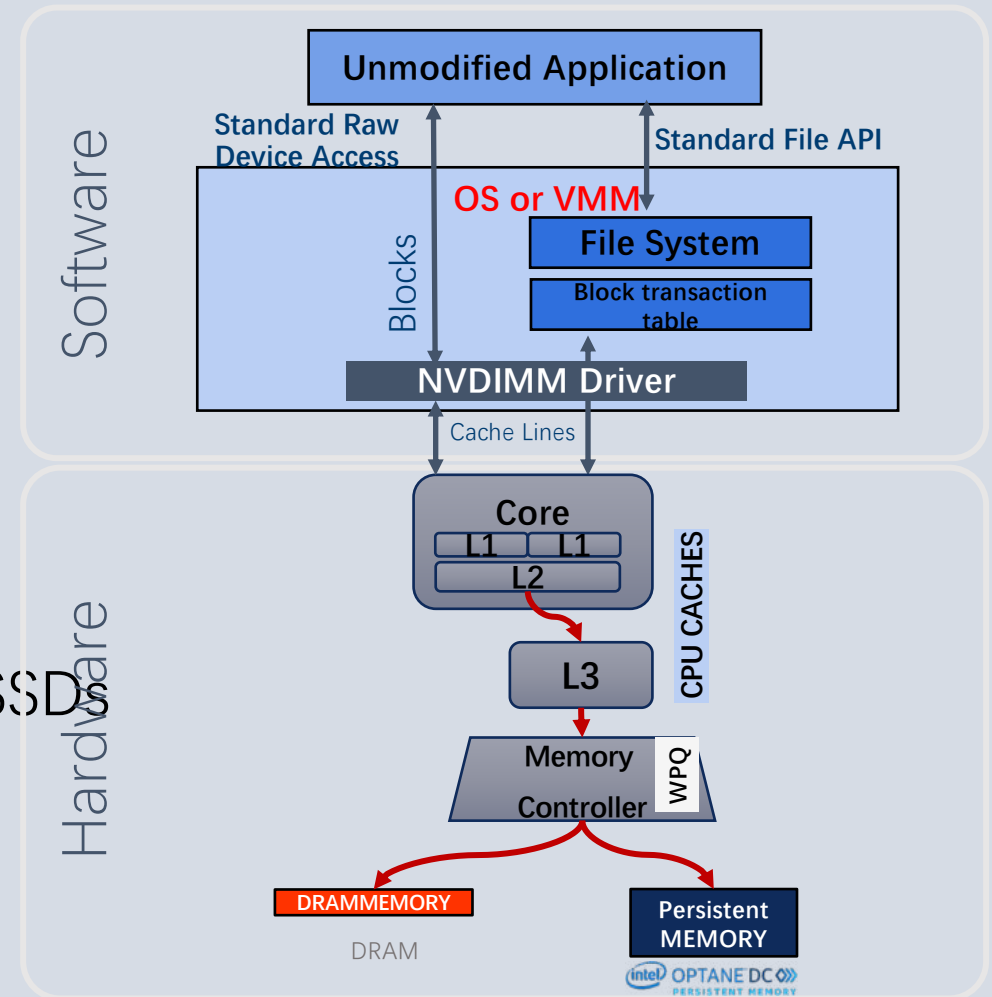 Software
Unmodified Application
Standard Raw
Device Access
Standard File API
OS or VMM
File System
Blocks
Block transaction
table
NVDIMM Driver
Cache Lines
Hardware
Core
L1 L1
L2
CPU CACHES
L3
SSDs
Memory
Controller
WPQ
DRAMMEMORY
DRAM
Persistent
MEMORY
intel OPTANE DC
PERSISTENT MEMORY